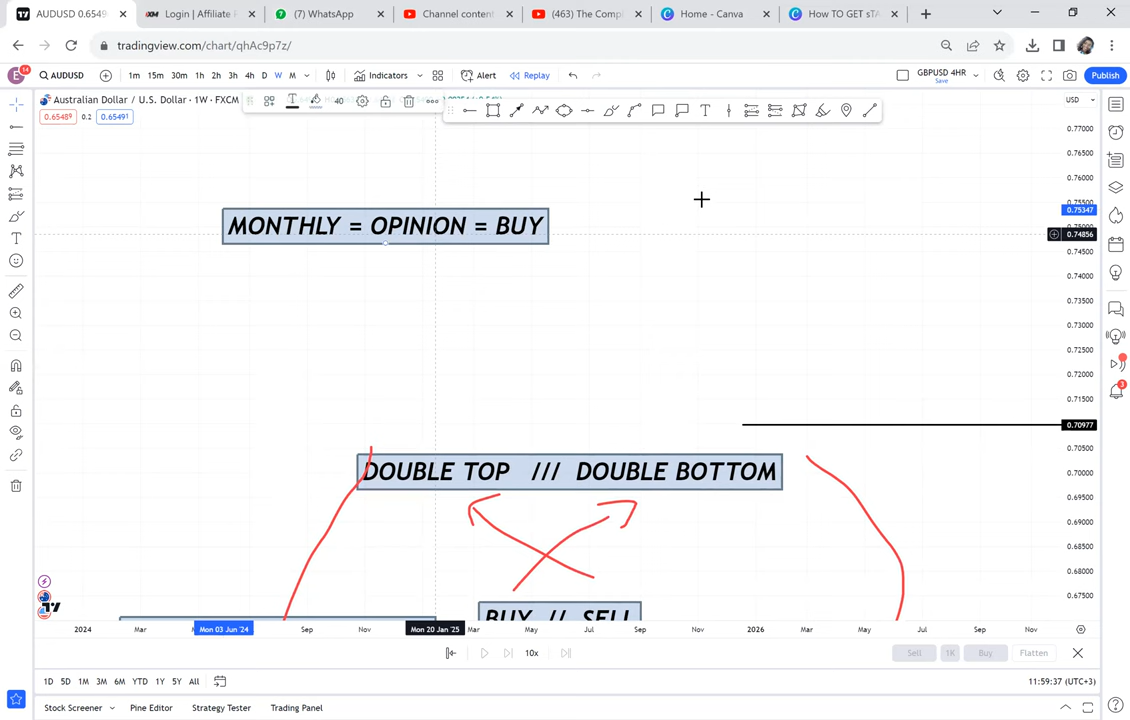 AUDUSD 0.6549
Login | Affiliate
(7) WhatsApp
Channel content
(463) The Comp
Home - Canva
How TO GET sTA
tradingview.com/chart/qhAc9p7z/
E 14 AUDUSD 1m 15m 30m 1h 2h 3h 4h D W M Indicators Alert Replay GBPUSD 4HR Save Publish
Australian Dollar / U.S. Dollar · 1W · FXCM
40
USD
0.65489 0.2 0.65491
0.77000
0.76500
0.76000
0.75347
0.74856
0.74500
0.74000
0.73500
0.73000
0.72500
0.72000
0.71500
0.70977
0.70500
0.70000
0.69500
0.69000
0.68500
0.68000
0.67500
MONTHLY = OPINION = BUY
DOUBLE TOP /// DOUBLE BOTTOM
BUY // SELL
2024 Mar Mon 03 Jun '24 Sep Nov Mon 20 Jan '25 Mar May Jul Sep Nov 2026 Mar May Jul Sep Nov
10x
Sell 1K Buy Flatten
3
1D 5D 1M 3M 6M YTD 1Y 5Y All
11:59:37 (UTC+3)
Stock Screener Pine Editor Strategy Tester Trading Panel